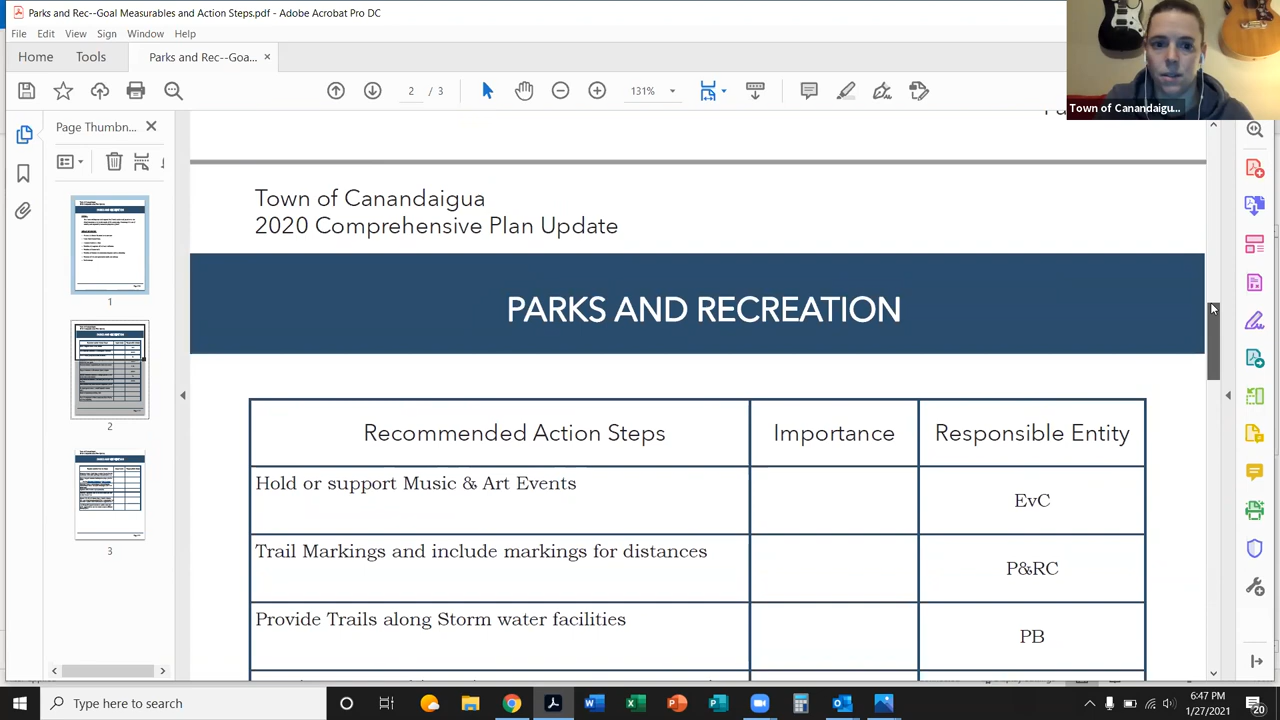 Parks and Rec--Goal Measurables and Action Steps.pdf - Adobe Acrobat Pro DC
File Edit View Sign Window Help
Home Tools Parks and Rec--Goa... ×
2 / 3 131%
Town of Canandaigu...
Page Thumbn...
Town of Canandaigua
2020 Comprehensive Plan Update
PARKS AND RECREATION
Recommended Action Steps Importance Responsible Entity
Hold or support Music & Art Events EvC
Trail Markings and include markings for distances P&RC
Provide Trails along Storm water facilities PB
1
2
3
Type here to search
6:47 PM
1/27/2021
20